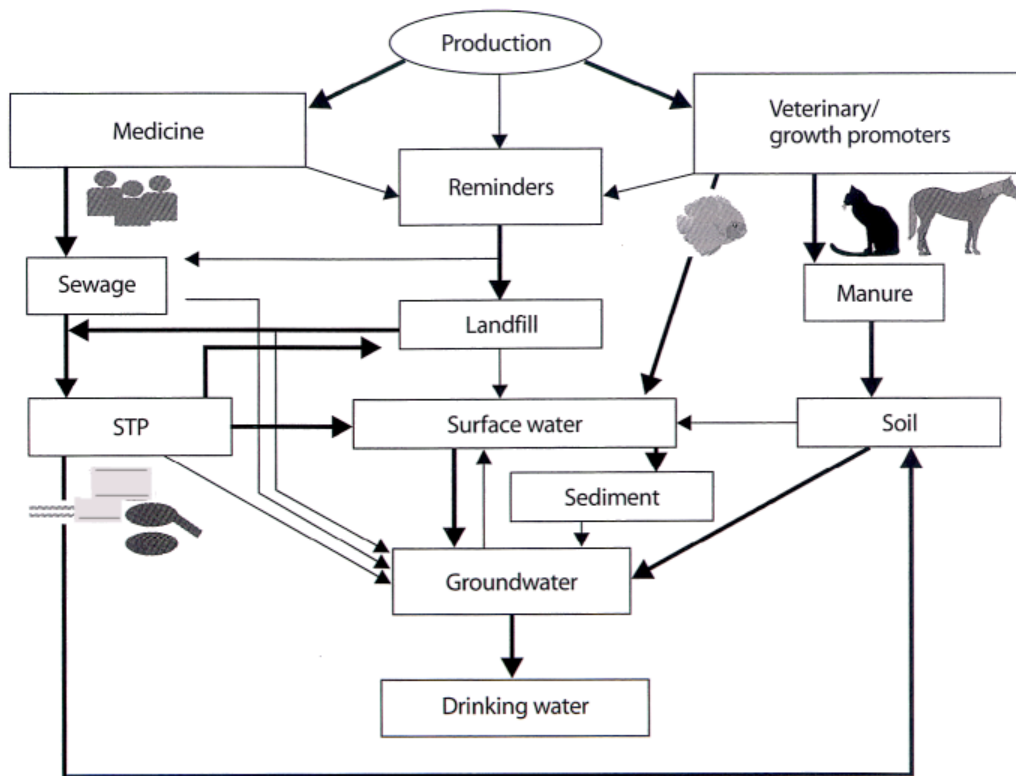 Production
Medicine
Veterinary/
growth promoters
Reminders
Sewage
Landfill
Manure
STP
Surface water
Soil
Sediment
Groundwater
Drinking water